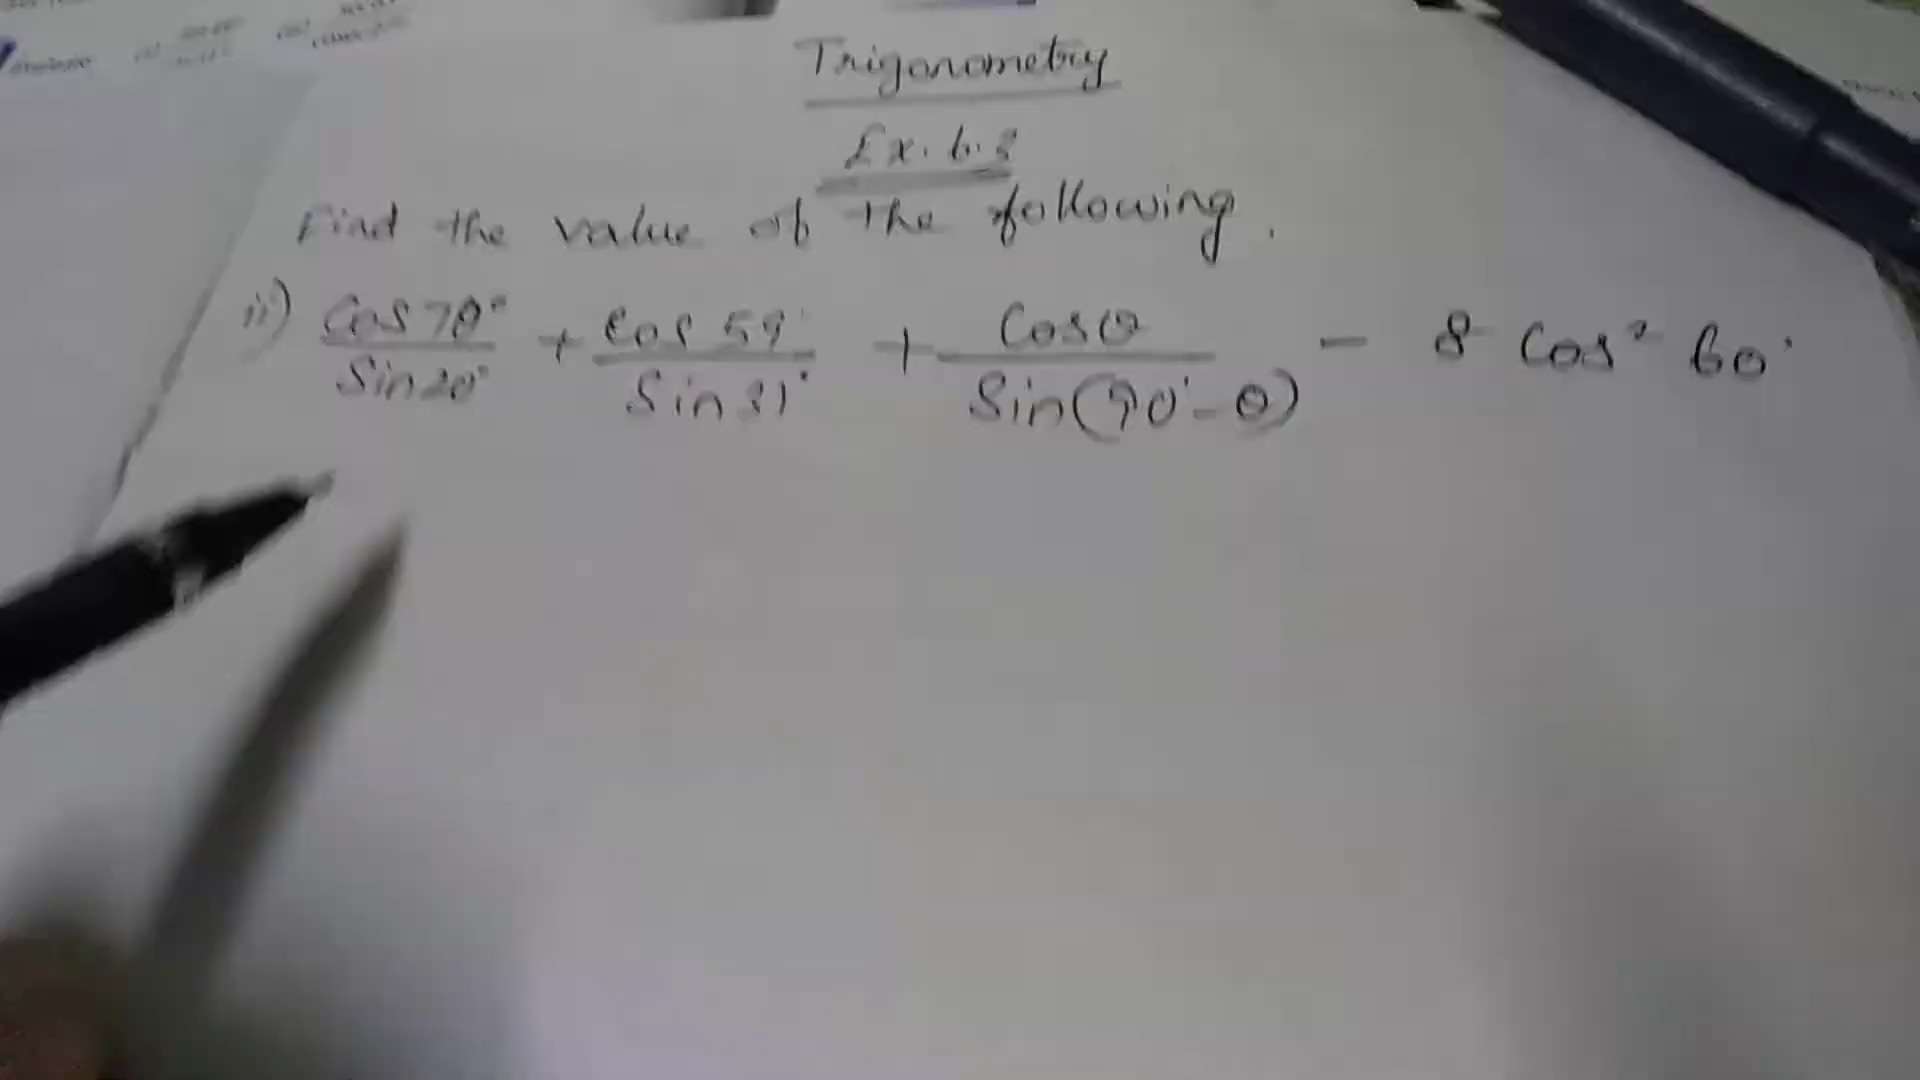 Trigonometry
Ex. 6.3
Find the value of the following.
ii) Cos 70° / Sin 20° + Cos 59° / Sin 31° + Cos θ / Sin(90° - θ) - 8 Cos² 60°